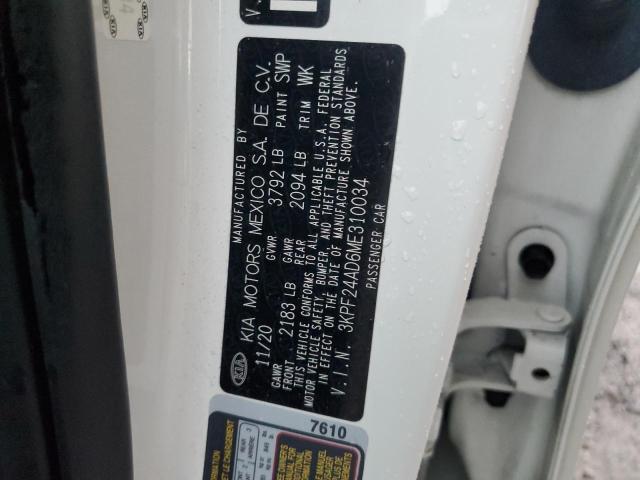 MANUFACTURED BY
KIA KIA MOTORS MEXICO S.A. DE C.V.
11/20 GVWR 3792 LB PAINT SWP
GAWR FRONT 2183 LB GAWR REAR 2094 LB TRIM WK
THIS VEHICLE CONFORMS TO ALL APPLICABLE U.S.A. FEDERAL
MOTOR VEHICLE SAFETY, BUMPER, AND THEFT PREVENTION STANDARDS
IN EFFECT ON THE DATE OF MANUFACTURE SHOWN ABOVE.
V.I.N. 3KPF24AD6ME310034
PASSENGER CAR
7610